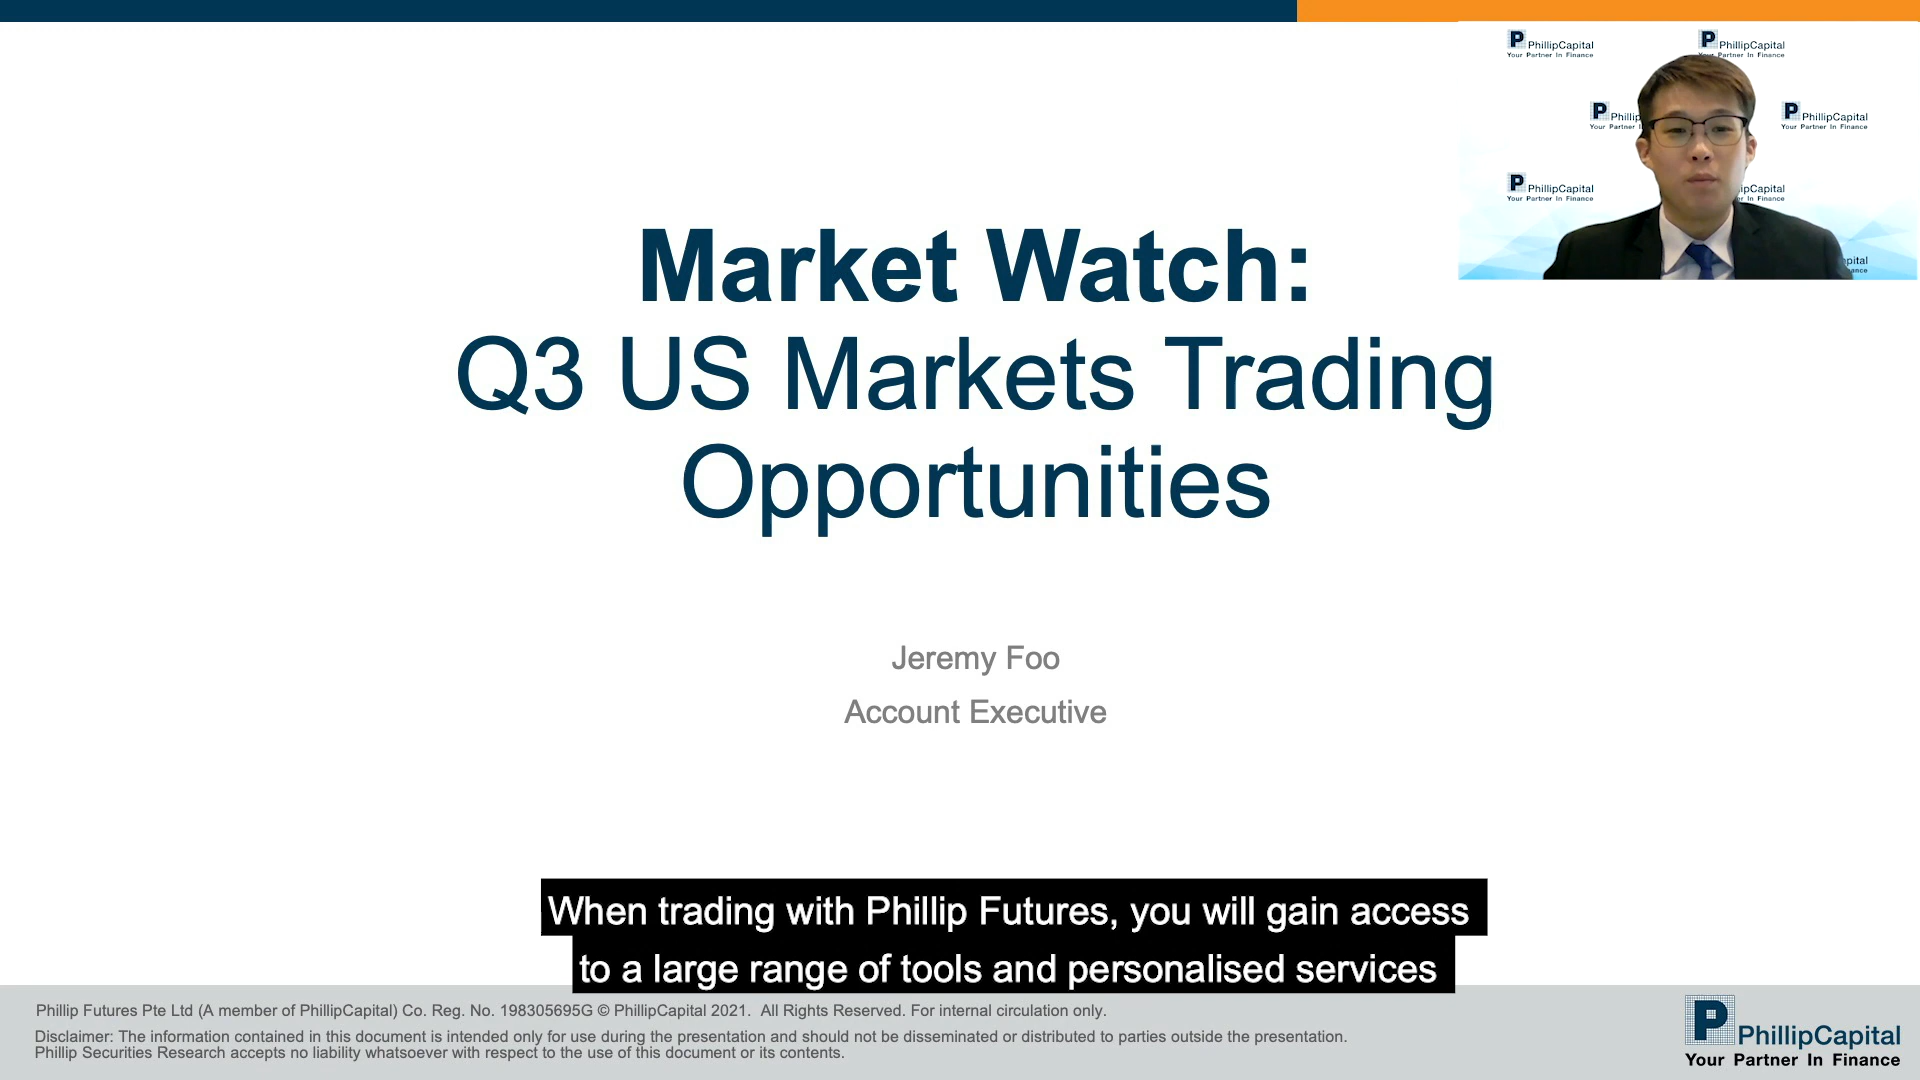 PhillipCapital
Your Partner In Finance
PhillipCapital
Your Partner In Finance
Phillip
Your Partner
PhillipCapital
Your Partner In Finance
PhillipCapital
Your Partner In Finance
Market Watch:
Q3 US Markets Trading
Opportunities
Jeremy Foo
Account Executive
When trading with Phillip Futures, you will gain access
to a large range of tools and personalised services
Phillip Futures Pte Ltd (A member of PhillipCapital) Co. Reg. No. 198305695G © PhillipCapital 2021. All Rights Reserved. For internal circulation only.
Disclaimer: The information contained in this document is intended only for use during the presentation and should not be disseminated or distributed to parties outside the presentation.
Phillip Securities Research accepts no liability whatsoever with respect to the use of this document or its contents.
PhillipCapital
Your Partner In Finance